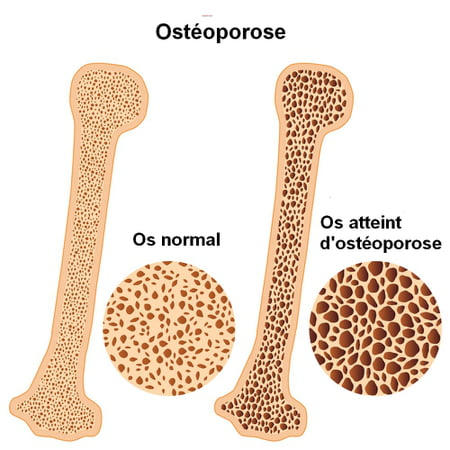 Ostéoporose
Os normal
Os atteint
d'ostéoporose